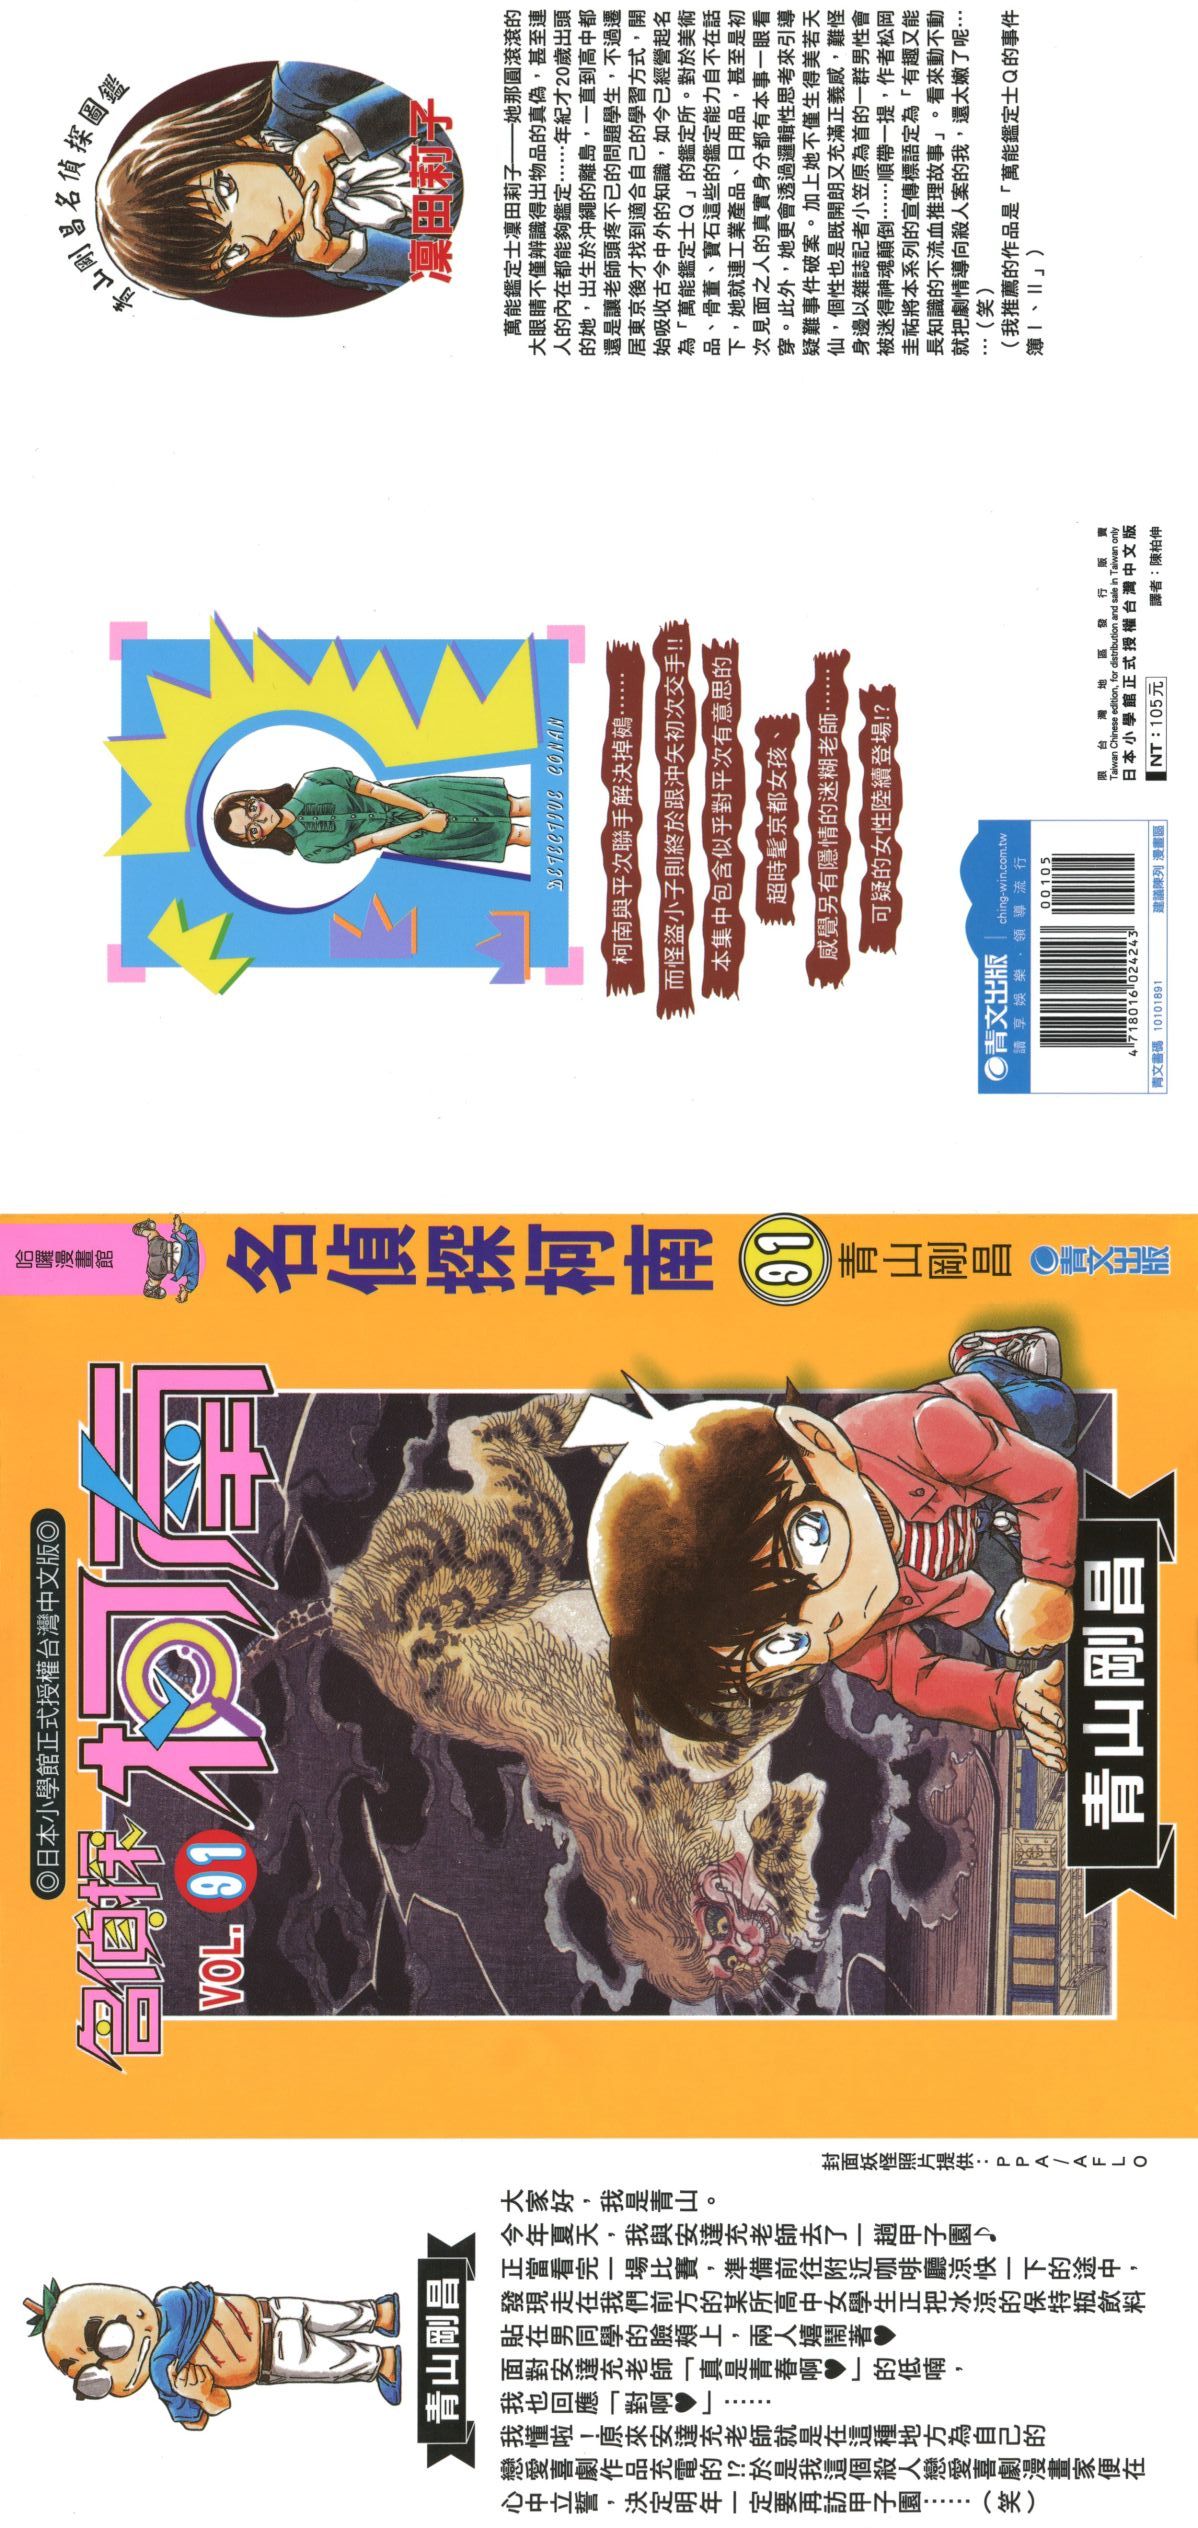 青山剛昌名偵探圖鑑
凜田莉子
萬能鑑定士凜田莉子——她那圓滾滾的
大眼睛不僅辨識得出物品的真偽，甚至連
人的內在都能夠鑑定……年紀才20歲出頭
的她，出生於沖繩的離島，一直到高中都
還是讓老師頭疼不已的問題學生，不過遷
居東京後才找到適合自己的學習方式，開
始吸收古今中外的知識，如今已經營起名
為「萬能鑑定士Q」的鑑定所。對於美術
品、骨董、寶石這些的鑑定能力自不在話
下，她就連工業產品、日用品，甚至是初
次見面之人的真實身分都有本事一眼看
穿。此外，她更會透過邏輯性思考來引導
疑難事件破案。加上她不僅生得美若天
仙，個性也是既開朗又充滿正義感，難怪
身邊以雜誌記者小笠原為首的一群男性會
被迷得神魂顛倒……順帶一提，作者松岡
圭祐將本系列的宣傳標語定為「有趣又能
長知識的不流血推理故事」。看來動不動
就把劇情導向殺人案的我，還太嫩了呢…
…（笑）
（我推薦的作品是「萬能鑑定士Q的事件
簿I、II」）
DETECTIVE CONAN
柯南與平次聯手解決掉鵺……
而怪盜小子則終於跟沖矢初次交手!!
本集中包含似乎對平次有意思的
超時髦京都女孩、
感覺另有隱情的迷糊老師……
可疑的女性陸續登場!?
限台灣地區發行販賣
Taiwan Chinese edition, for distribution and sale in Taiwan only
日本小學館正式授權台灣中文版
NT：105元
譯者：陳柏伸
青文出版
ching-win.com.tw
讀享娛樂．領導流行
00105
4 718016 024243
青文書碼 10101891
建議陳列 漫畫區
哈囉漫畫館
名偵探柯南
91
青山剛昌
青文出版
◎日本小學館正式授權台灣中文版◎
名偵探
柯南
VOL.91
青山剛昌
封面妖怪照片提供：PPA/AFLO
青山剛昌
大家好，我是青山。
今年夏天，我與安達充老師去了一趟甲子園♪
正當看完一場比賽，準備前往附近咖啡廳涼快一下的途中，
發現走在我們前方的某所高中女學生正把冰涼的保特瓶飲料
貼在男同學的臉頰上，兩人嬉鬧著♥
面對安達充老師「真是青春啊♥」的低喃，
我也回應「對啊♥」……
我懂啦！原來安達充老師就是在這種地方為自己的
戀愛喜劇作品充電的!?於是我這個殺人戀愛喜劇漫畫家便在
心中立誓，決定明年一定要再訪甲子園……（笑）